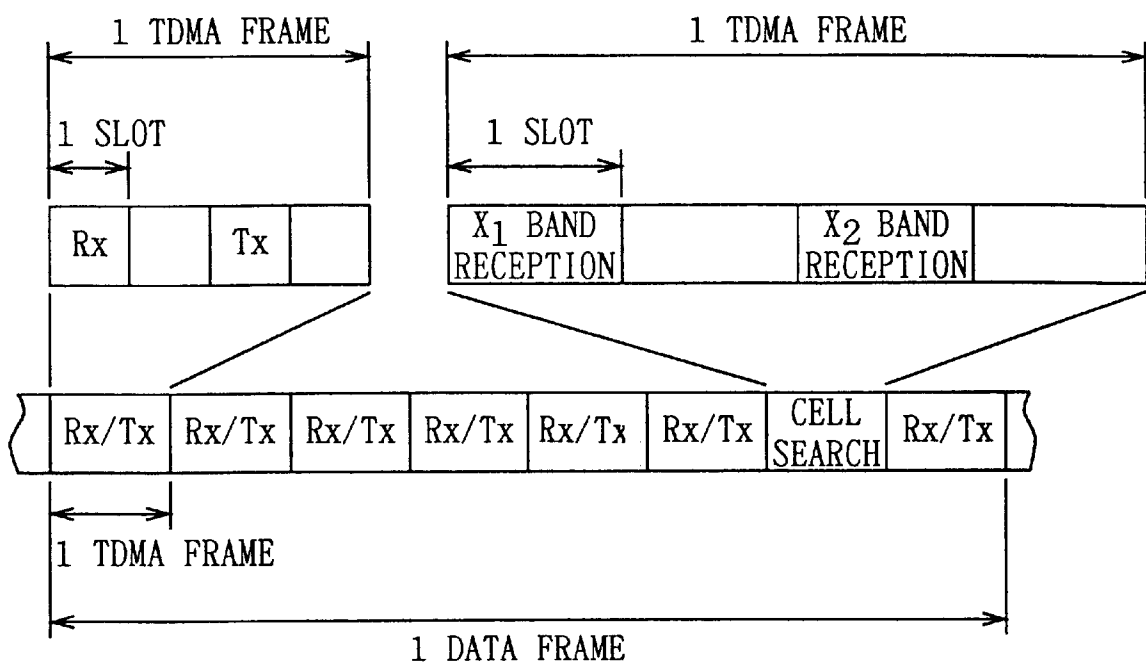 1 TDMA FRAME
1 TDMA FRAME
1 SLOT
1 SLOT
Rx
Tx
X1 BAND
RECEPTION
X2 BAND
RECEPTION
Rx/Tx
Rx/Tx
Rx/Tx
Rx/Tx
Rx/Tx
Rx/Tx
CELL
SEARCH
Rx/Tx
1 TDMA FRAME
1 DATA FRAME